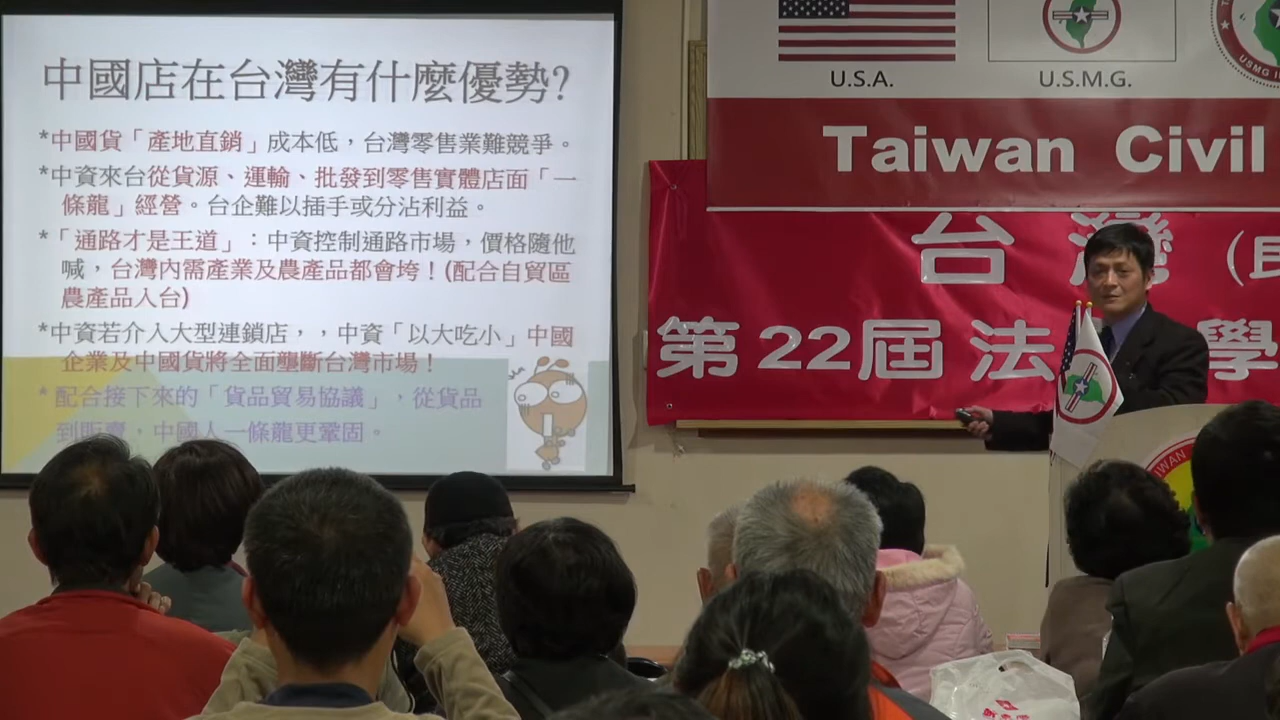 中國店在台灣有什麼優勢?
*中國貨「產地直銷」成本低，台灣零售業難競爭。
*中資來台從貨源、運輸、批發到零售實體店面「一
條龍」經營。台企難以插手或分沾利益。
*「通路才是王道」：中資控制通路市場，價格隨他
喊，台灣內需產業及農產品都會垮！(配合自貿區
農產品入台)
*中資若介入大型連鎖店，，中資「以大吃小」中國
企業及中國貨將全面壟斷台灣市場！
*配合接下來的「貨品貿易協議」，從貨品
到販賣，中國人一條龍更鞏固。
U.S.A.
U.S.M.G.
Taiwan Civil
台灣（
第22屆法
學
TAIWAN